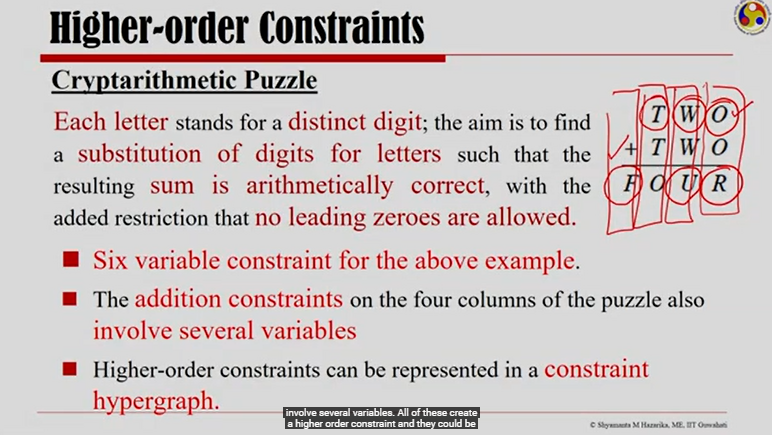 Higher-order Constraints
Cryptarithmetic Puzzle
Each letter stands for a distinct digit; the aim is to find
a substitution of digits for letters such that the
resulting sum is arithmetically correct, with the
added restriction that no leading zeroes are allowed.
T W O
+ T W O
F O U R
Six variable constraint for the above example.
The addition constraints on the four columns of the puzzle also
involve several variables
Higher-order constraints can be represented in a constraint
hypergraph.
involve several variables. All of these create
a higher order constraint and they could be
© Shyamanta M Hazarika, ME, IIT Guwahati